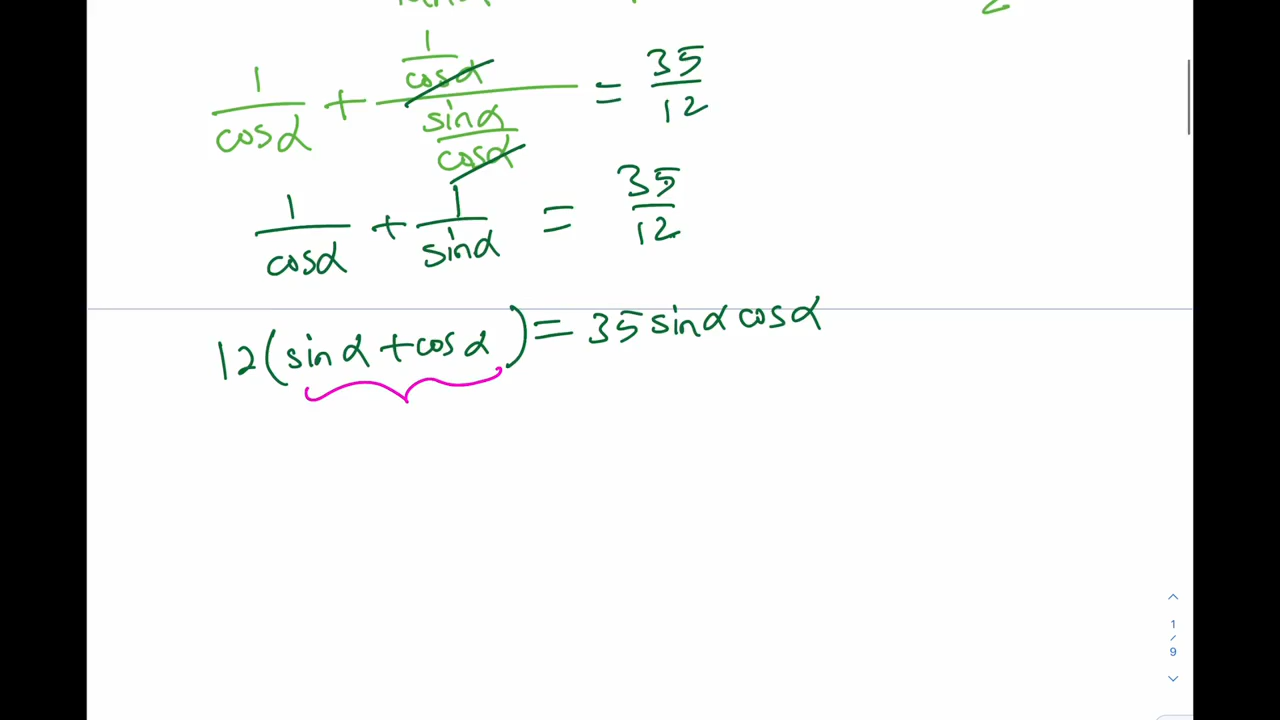 1/cosα + (1/cosα)/(sinα/cosα) = 35/12
1/cosα + 1/sinα = 35/12
12(sinα + cosα) = 35 sinα cosα
1
/
9